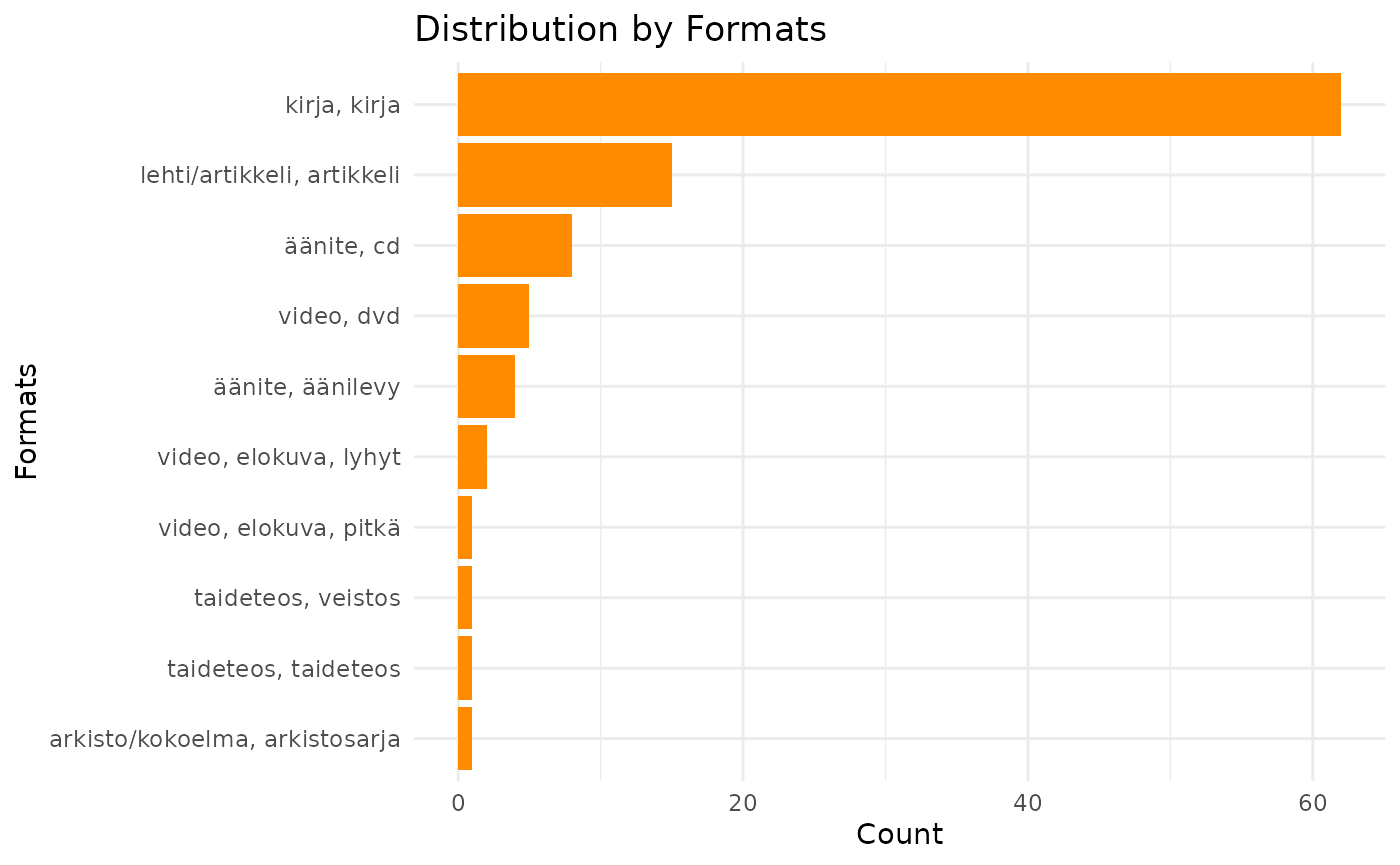 Distribution by Formats
Formats
kirja, kirja
lehti/artikkeli, artikkeli
äänite, cd
video, dvd
äänite, äänilevy
video, elokuva, lyhyt
video, elokuva, pitkä
taideteos, veistos
taideteos, taideteos
arkisto/kokoelma, arkistosarja
0 20 40 60
Count